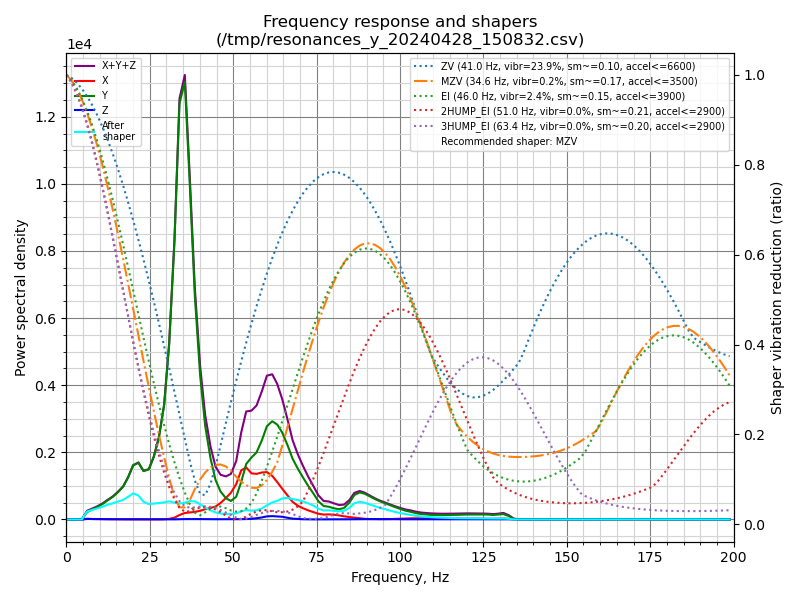 Frequency response and shapers
(/tmp/resonances_y_20240428_150832.csv)
1e4
X+Y+Z
X
Y
Z
After
shaper
ZV (41.0 Hz, vibr=23.9%, sm~=0.10, accel<=6600)
MZV (34.6 Hz, vibr=0.2%, sm~=0.17, accel<=3500)
EI (46.0 Hz, vibr=2.4%, sm~=0.15, accel<=3900)
2HUMP_EI (51.0 Hz, vibr=0.0%, sm~=0.21, accel<=2900)
3HUMP_EI (63.4 Hz, vibr=0.0%, sm~=0.20, accel<=2900)
Recommended shaper: MZV
Power spectral density
1.2
1.0
0.8
0.6
0.4
0.2
0.0
1.0
0.8
0.6
0.4
0.2
0.0
Shaper vibration reduction (ratio)
0 25 50 75 100 125 150 175 200
Frequency, Hz